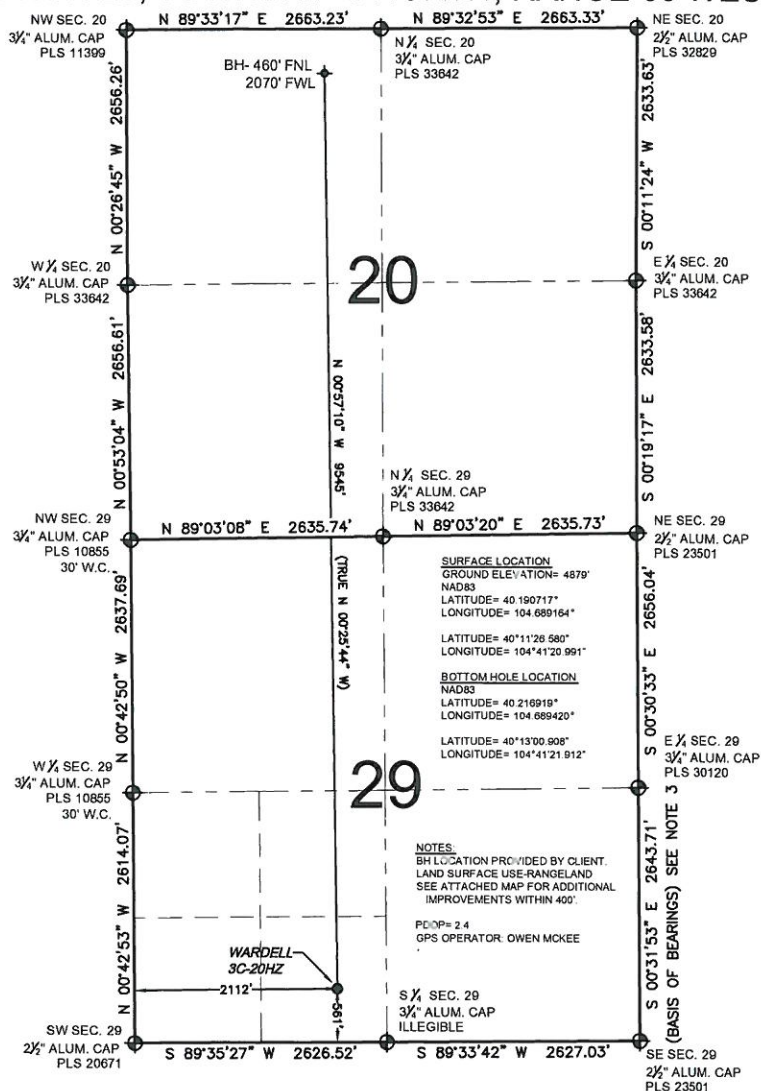 NW SEC. 20
3¼" ALUM. CAP
PLS 11399
N 89°33'17" E 2663.23'
N 89°32'53" E 2663.33'
NE SEC. 20
2½" ALUM. CAP
PLS 32829
N ¼ SEC. 20
3¼" ALUM. CAP
PLS 33642
BH- 460' FNL
2070' FWL
N 00°26'45" W 2656.26'
S 00°11'24" W 2633.63'
W ¼ SEC. 20
3¼" ALUM. CAP
PLS 33642
20
E ¼ SEC. 20
3¼" ALUM. CAP
PLS 33642
N 00°53'04" W 2656.61'
N 00°57'10" W 9545'
S 00°19'17" E 2633.58'
N ¼ SEC. 29
3¼" ALUM. CAP
PLS 33642
NW SEC. 29
3¼" ALUM. CAP
PLS 10855
30' W.C.
N 89°03'08" E 2635.74'
N 89°03'20" E 2635.73'
NE SEC. 29
2½" ALUM. CAP
PLS 23501
(TRUE N 00°25'44" W)
SURFACE LOCATION
GROUND ELEVATION= 4879'
NAD83
LATITUDE= 40.190717°
LONGITUDE= 104.689164°
LATITUDE= 40°11'26.580"
LONGITUDE= 104°41'20.991"
BOTTOM HOLE LOCATION
NAD83
LATITUDE= 40.216919°
LONGITUDE= 104.689420°
LATITUDE= 40°13'00.908"
LONGITUDE= 104°41'21.912"
N 00°42'50" W 2637.69'
S 00°30'33" E 2656.04'
W ¼ SEC. 29
3¼" ALUM. CAP
PLS 10855
30' W.C.
29
E ¼ SEC. 29
3¼" ALUM. CAP
PLS 30120
NOTES:
BH LOCATION PROVIDED BY CLIENT.
LAND SURFACE USE-RANGELAND
SEE ATTACHED MAP FOR ADDITIONAL
IMPROVEMENTS WITHIN 400'.
PDOP= 2.4
GPS OPERATOR: OWEN MCKEE
N 00°42'53" W 2614.07'
S 00°31'53" E 2643.71'
(BASIS OF BEARINGS) SEE NOTE 3
WARDELL
3C-20HZ
2112'
561'
S ¼ SEC. 29
3¼" ALUM. CAP
ILLEGIBLE
SW SEC. 29
2½" ALUM. CAP
PLS 20671
S 89°35'27" W 2626.52'
S 89°33'42" W 2627.03'
SE SEC. 29
2½" ALUM. CAP
PLS 23501